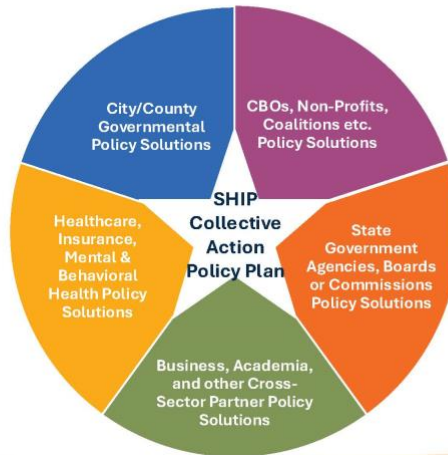 City/County
Governmental
Policy Solutions
CBOs, Non-Profits,
Coalitions etc.
Policy Solutions
SHIP
Collective
Action
Policy Plan
Healthcare,
Insurance,
Mental &
Behavioral
Health Policy
Solutions
State
Government
Agencies, Boards
or Commissions
Policy Solutions
Business, Academia,
and other Cross-
Sector Partner Policy
Solutions